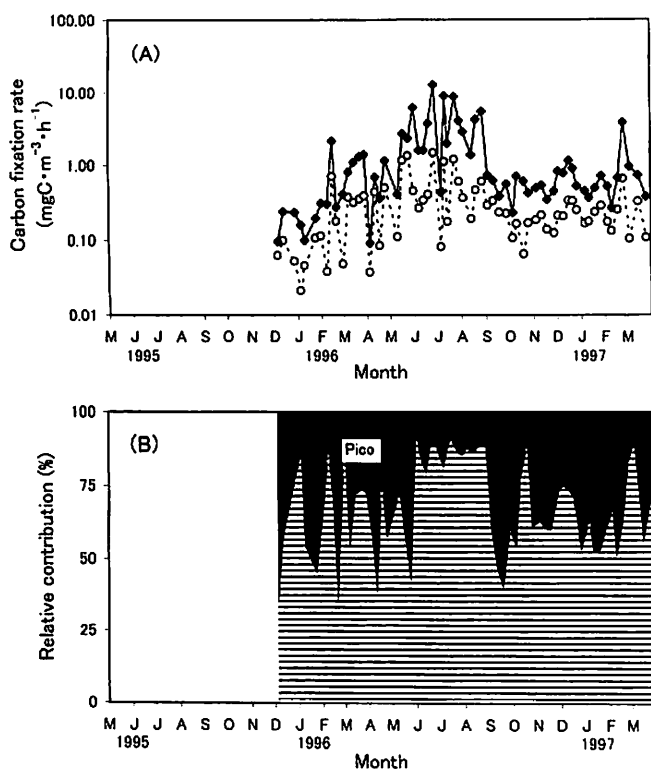 (A)
Carbon fixation rate
(mgC・m⁻³・h⁻¹)
100.00
10.00
1.00
0.10
0.01
M J J A S O N D J F M A M J J A S O N D J F M
1995 1996 1997
Month
(B)
Relative contribution (%)
100
75
50
25
0
Pico
M J J A S O N D J F M A M J J A S O N D J F M
1995 1996 1997
Month